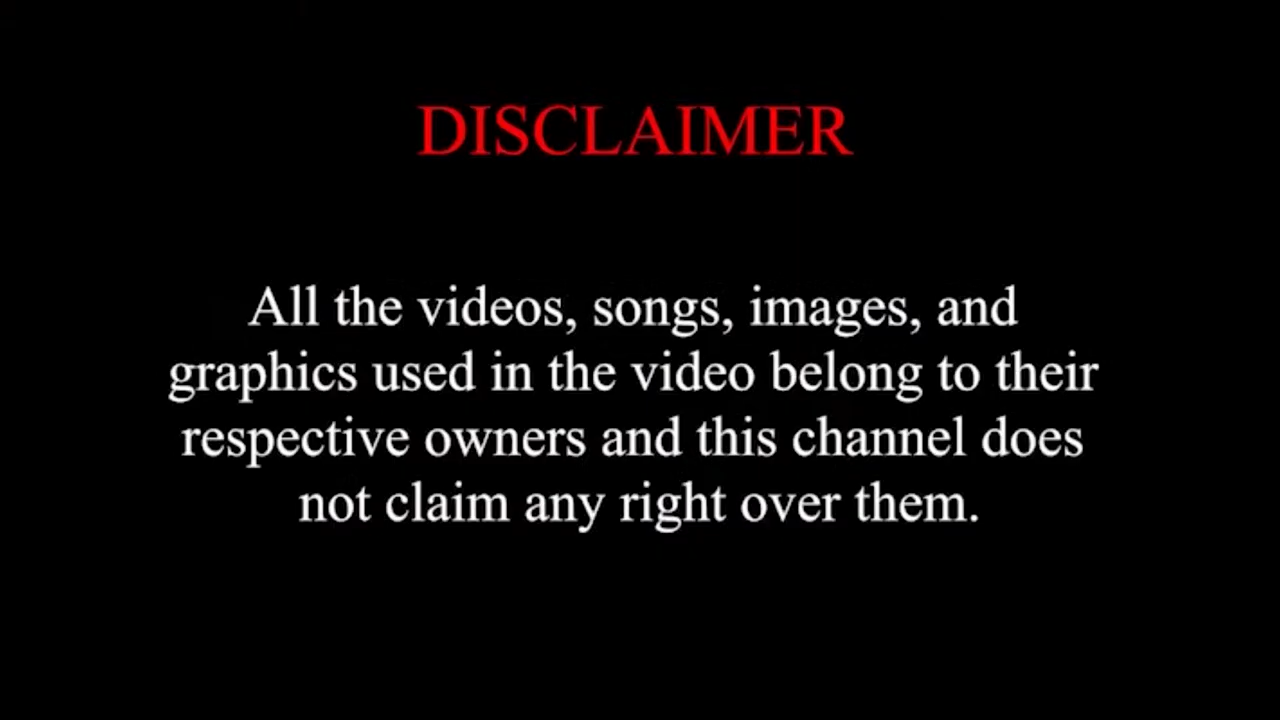 DISCLAIMER
All the videos, songs, images, and
graphics used in the video belong to their
respective owners and this channel does
not claim any right over them.